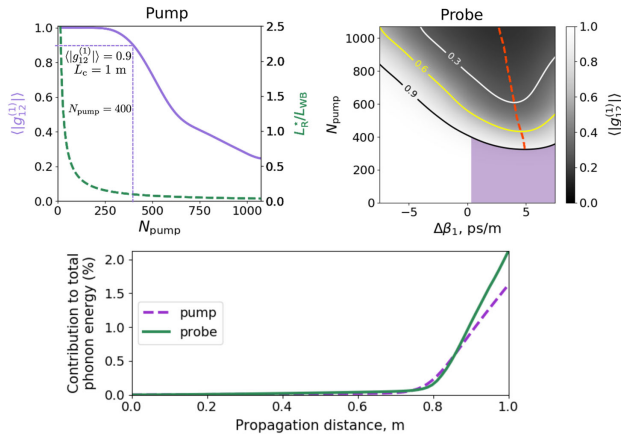 Pump
1.0
0.8
0.6
0.4
0.2
0.0
⟨|g₁₂⁽¹⁾|⟩
⟨|g₁₂⁽¹⁾|⟩ = 0.9
L_c = 1 m
N_pump = 400
2.5
2.0
1.5
1.0
0.5
0.0
L_R^*/L_WB
0 250 500 750 1000
N_pump
Probe
1000
800
600
400
200
0
N_pump
0.3
0.6
0.9
−5 0 5
Δβ₁, ps/m
1.0
0.8
0.6
0.4
0.2
0.0
⟨|g₁₂⁽¹⁾|⟩
Contribution to total
phonon energy (%)
2.0
1.5
1.0
0.5
0.0
pump
probe
0.0 0.2 0.4 0.6 0.8 1.0
Propagation distance, m